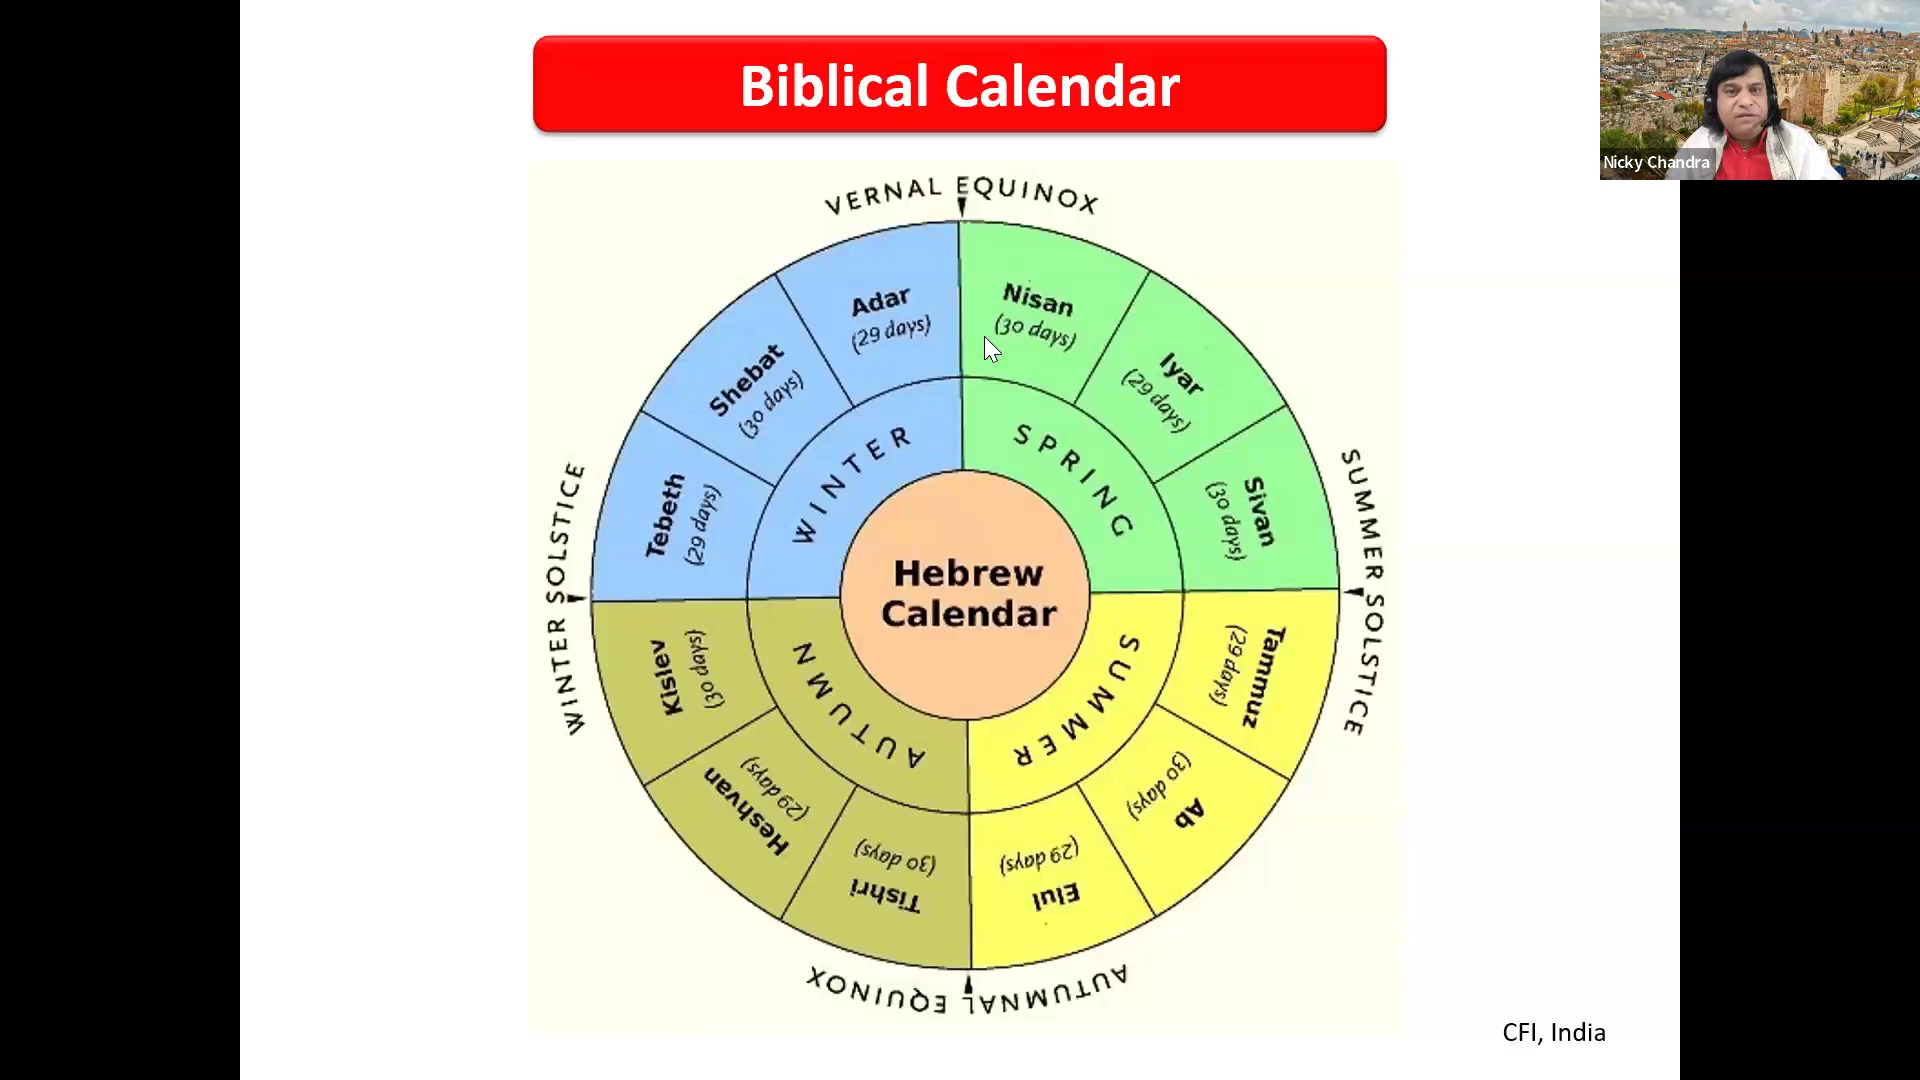 Biblical Calendar
Nicky Chandra
VERNAL EQUINOX
Nisan
(30 days)
Iyar
(29 days)
Sivan
(30 days)
SPRING
SUMMER SOLSTICE
Tammuz
(29 days)
Ab
(30 days)
Elul
(29 days)
SUMMER
AUTUMNAL EQUINOX
Tishri
(30 days)
Heshvan
(29 days)
Kislev
(30 days)
AUTUMN
WINTER SOLSTICE
Tebeth
(29 days)
Shebat
(30 days)
Adar
(29 days)
WINTER
Hebrew
Calendar
CFI, India